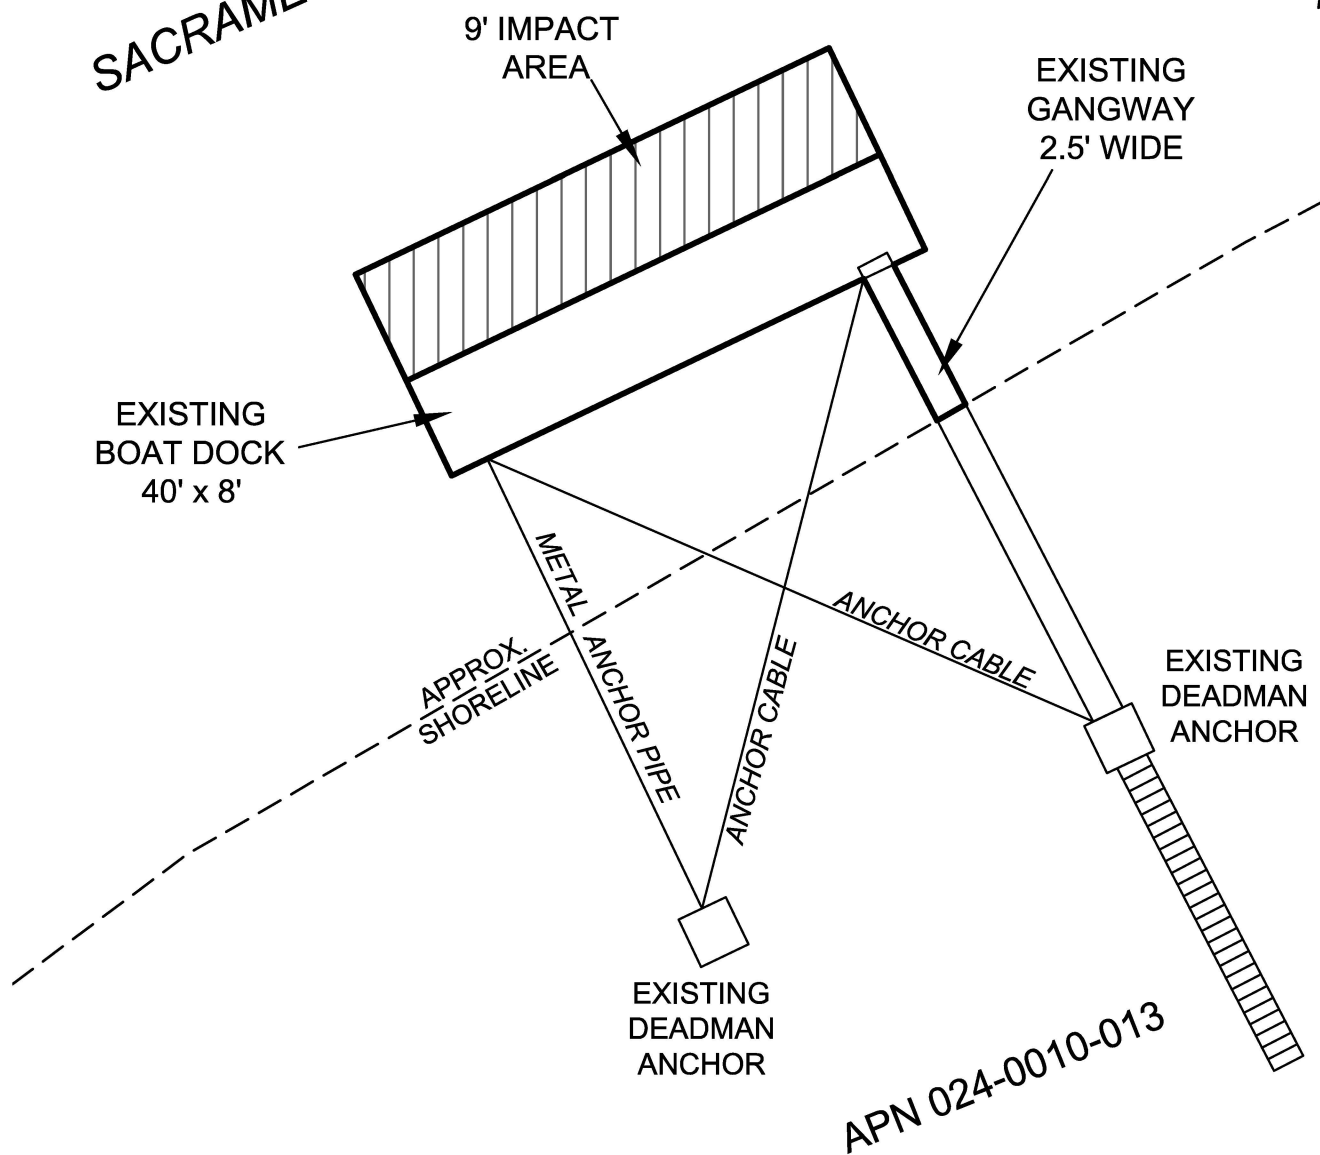 9' IMPACT
AREA
EXISTING
GANGWAY
2.5' WIDE
EXISTING
BOAT DOCK
40' x 8'
METAL ANCHOR PIPE
ANCHOR CABLE
ANCHOR CABLE
APPROX.
SHORELINE
EXISTING
DEADMAN
ANCHOR
EXISTING
DEADMAN
ANCHOR
APN 024-0010-013